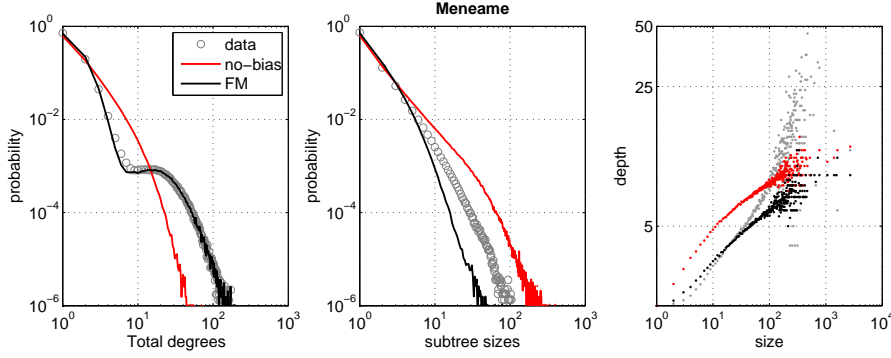 Meneame
data
no-bias
FM
probability
10^0
10^-2
10^-4
10^-6
10^0
10^1
10^2
10^3
Total degrees
probability
10^0
10^-2
10^-4
10^-6
10^0
10^1
10^2
10^3
subtree sizes
depth
50
25
5
10^0
10^1
10^2
10^3
10^4
size